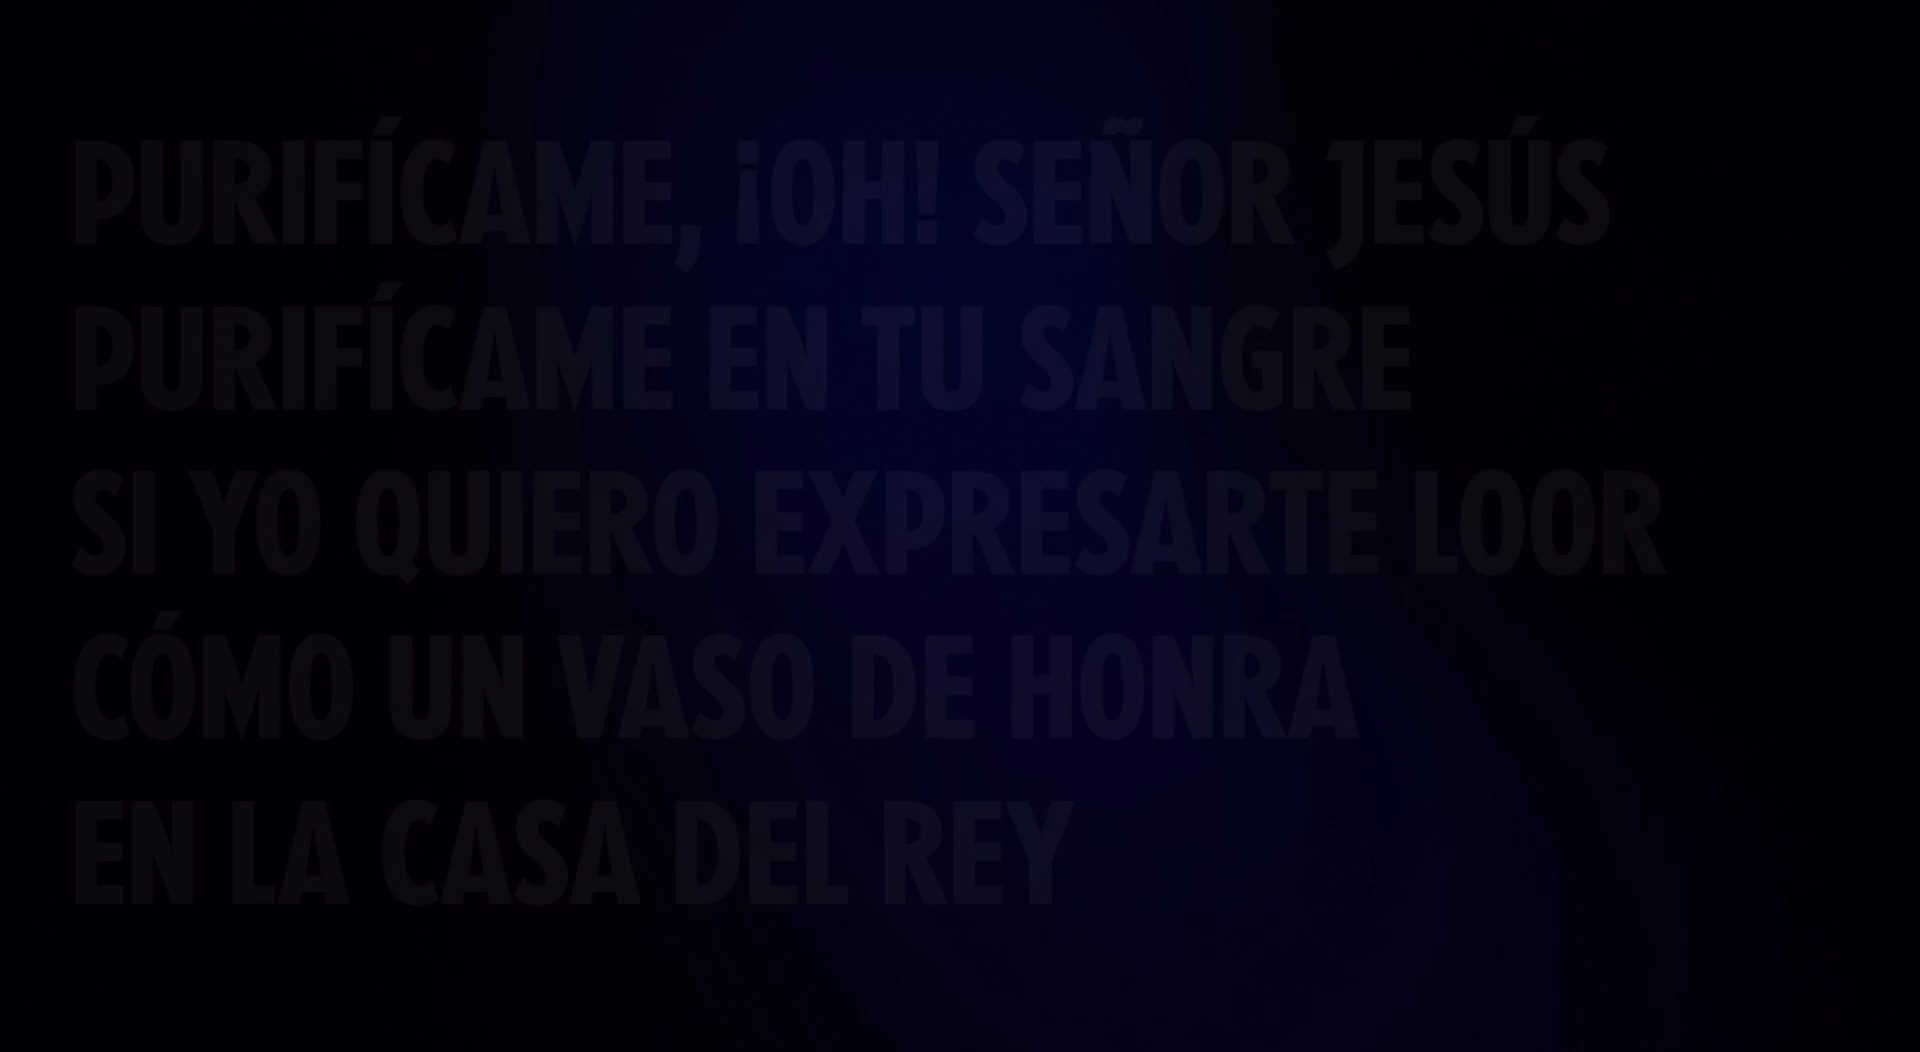 PURIFÍCAME, ¡OH! SEÑOR JESÚS
PURIFÍCAME EN TU SANGRE
SI YO QUIERO EXPRESARTE LOOR
CÓMO UN VASO DE HONRA
EN LA CASA DEL REY